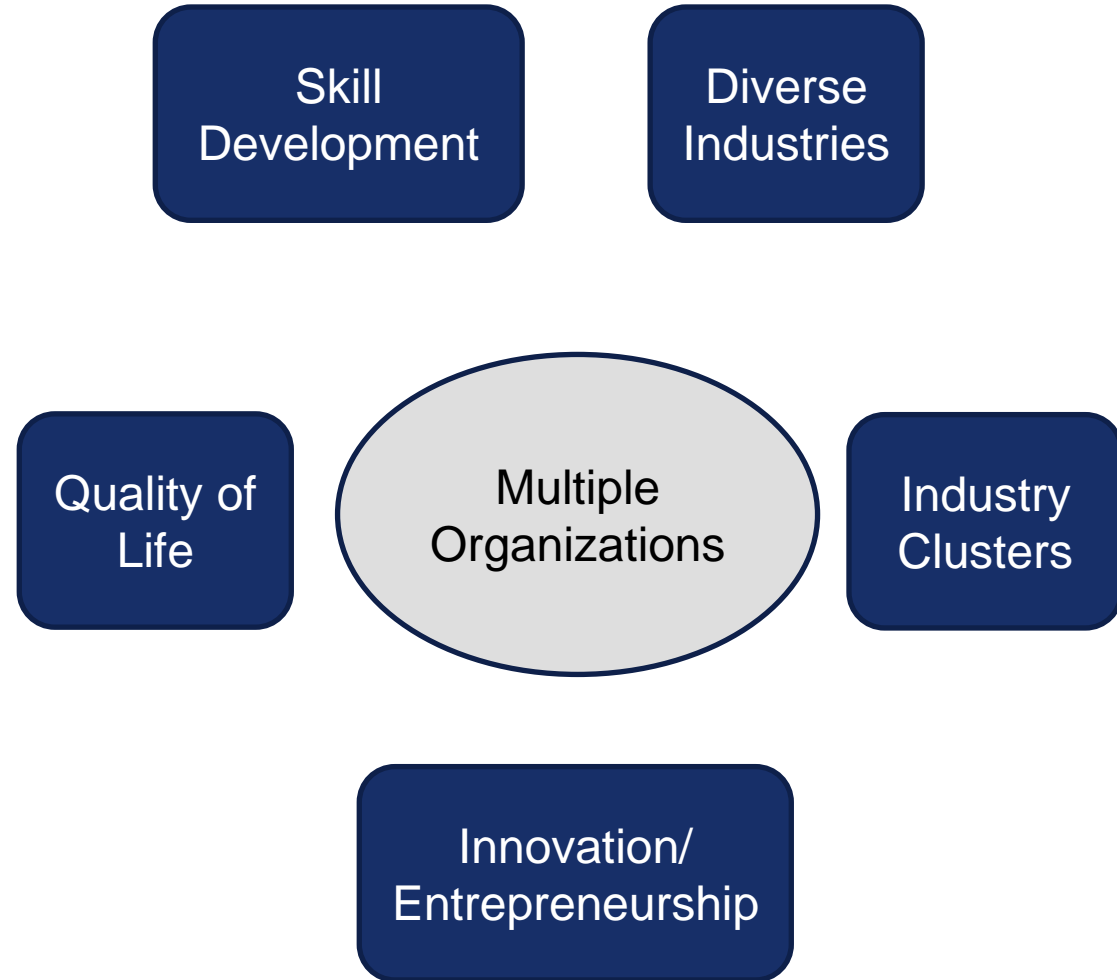 Skill
Development
Diverse
Industries
Quality of
Life
Multiple
Organizations
Industry
Clusters
Innovation/
Entrepreneurship